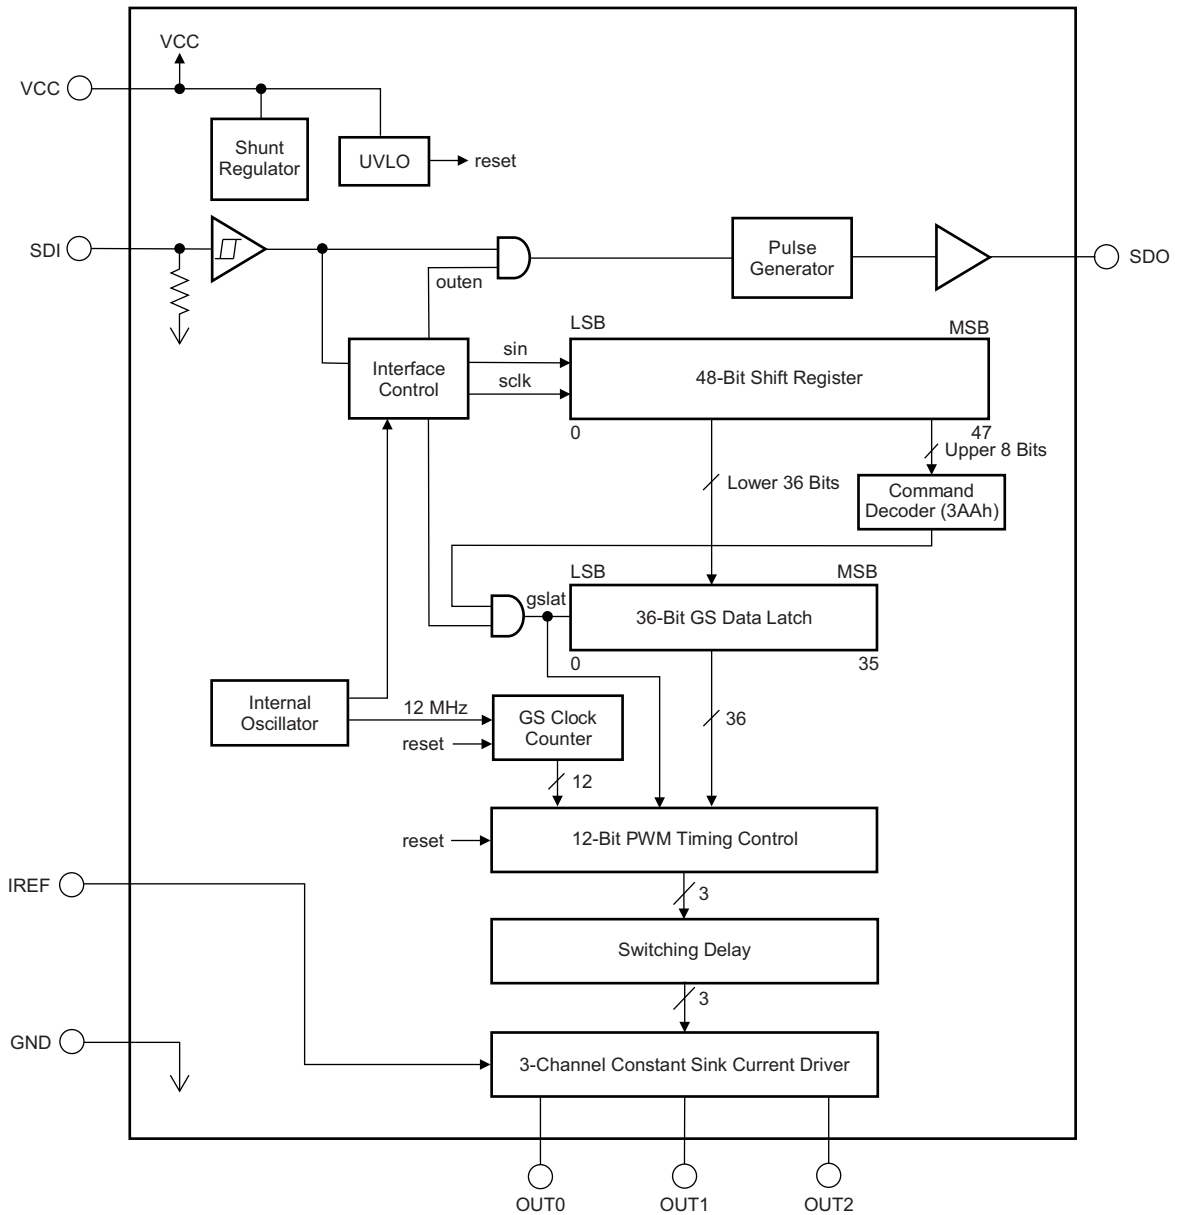 VCC
VCC
Shunt
Regulator
UVLO
reset
SDI
outen
Pulse
Generator
SDO
LSB
MSB
Interface
Control
sin
sclk
48-Bit Shift Register
0
47
Upper 8 Bits
Lower 36 Bits
Command
Decoder (3AAh)
LSB
MSB
gslat
36-Bit GS Data Latch
0
35
Internal
Oscillator
12 MHz
reset
GS Clock
Counter
36
12
reset
12-Bit PWM Timing Control
IREF
3
Switching Delay
3
GND
3-Channel Constant Sink Current Driver
OUT0
OUT1
OUT2